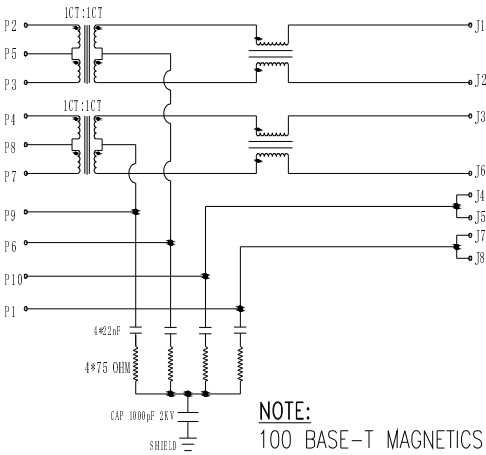 1CT:1CT
P2
J1
P5
P3
J2
1CT:1CT
P4
J3
P8
P7
J6
J4
P9
J5
J7
P6
J8
P10
P1
4*22nF
4*75 OHM
CAP 1000pF 2KV
SHIELD
NOTE:
100 BASE-T MAGNETICS